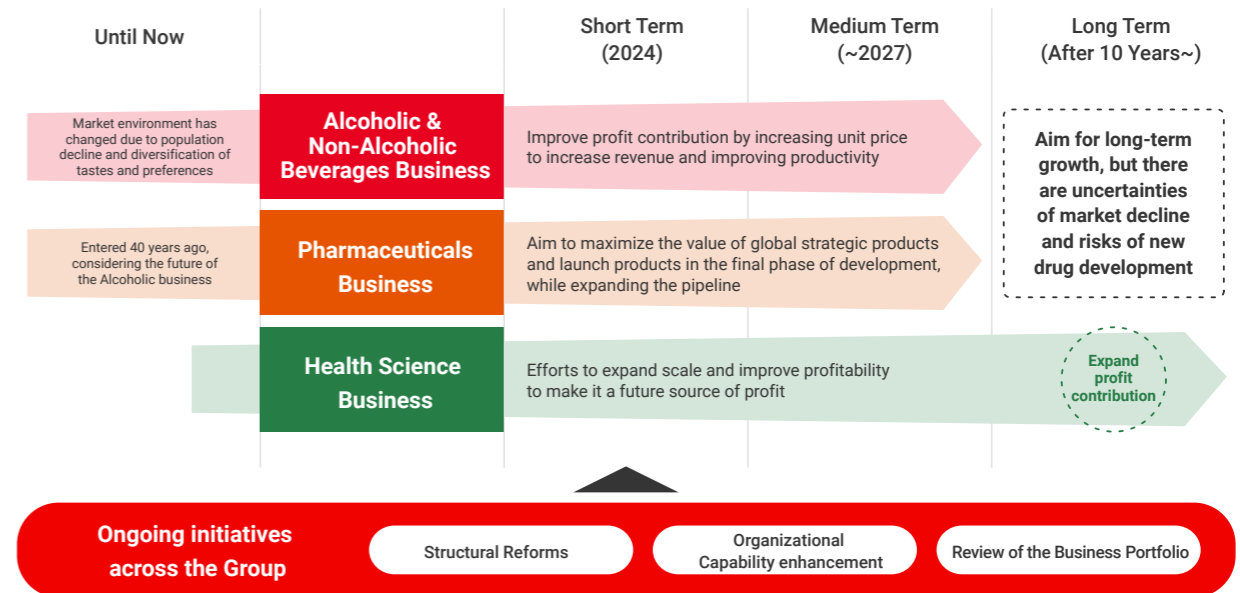 Until Now
Short Term
(2024)
Medium Term
(~2027)
Long Term
(After 10 Years~)
Market environment has
changed due to population
decline and diversification of
tastes and preferences
Alcoholic &
Non-Alcoholic
Beverages Business
Improve profit contribution by increasing unit price
to increase revenue and improving productivity
Aim for long-term
growth, but there
are uncertainties
of market decline
and risks of new
drug development
Entered 40 years ago,
considering the future of
the Alcoholic business
Pharmaceuticals
Business
Aim to maximize the value of global strategic products
and launch products in the final phase of development,
while expanding the pipeline
Health Science
Business
Efforts to expand scale and improve profitability
to make it a future source of profit
Expand
profit
contribution
Ongoing initiatives
across the Group
Structural Reforms
Organizational
Capability enhancement
Review of the Business Portfolio